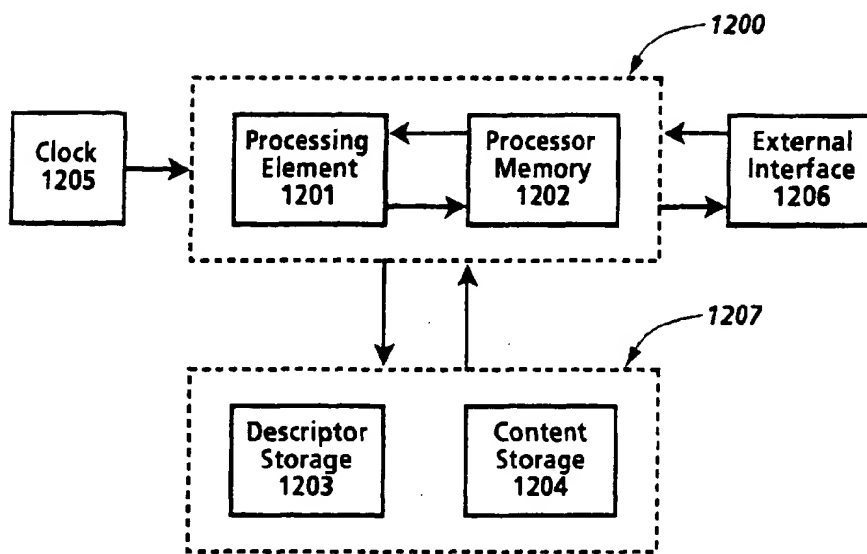 1200
Clock
1205
Processing
Element
1201
Processor
Memory
1202
External
Interface
1206
1207
Descriptor
Storage
1203
Content
Storage
1204